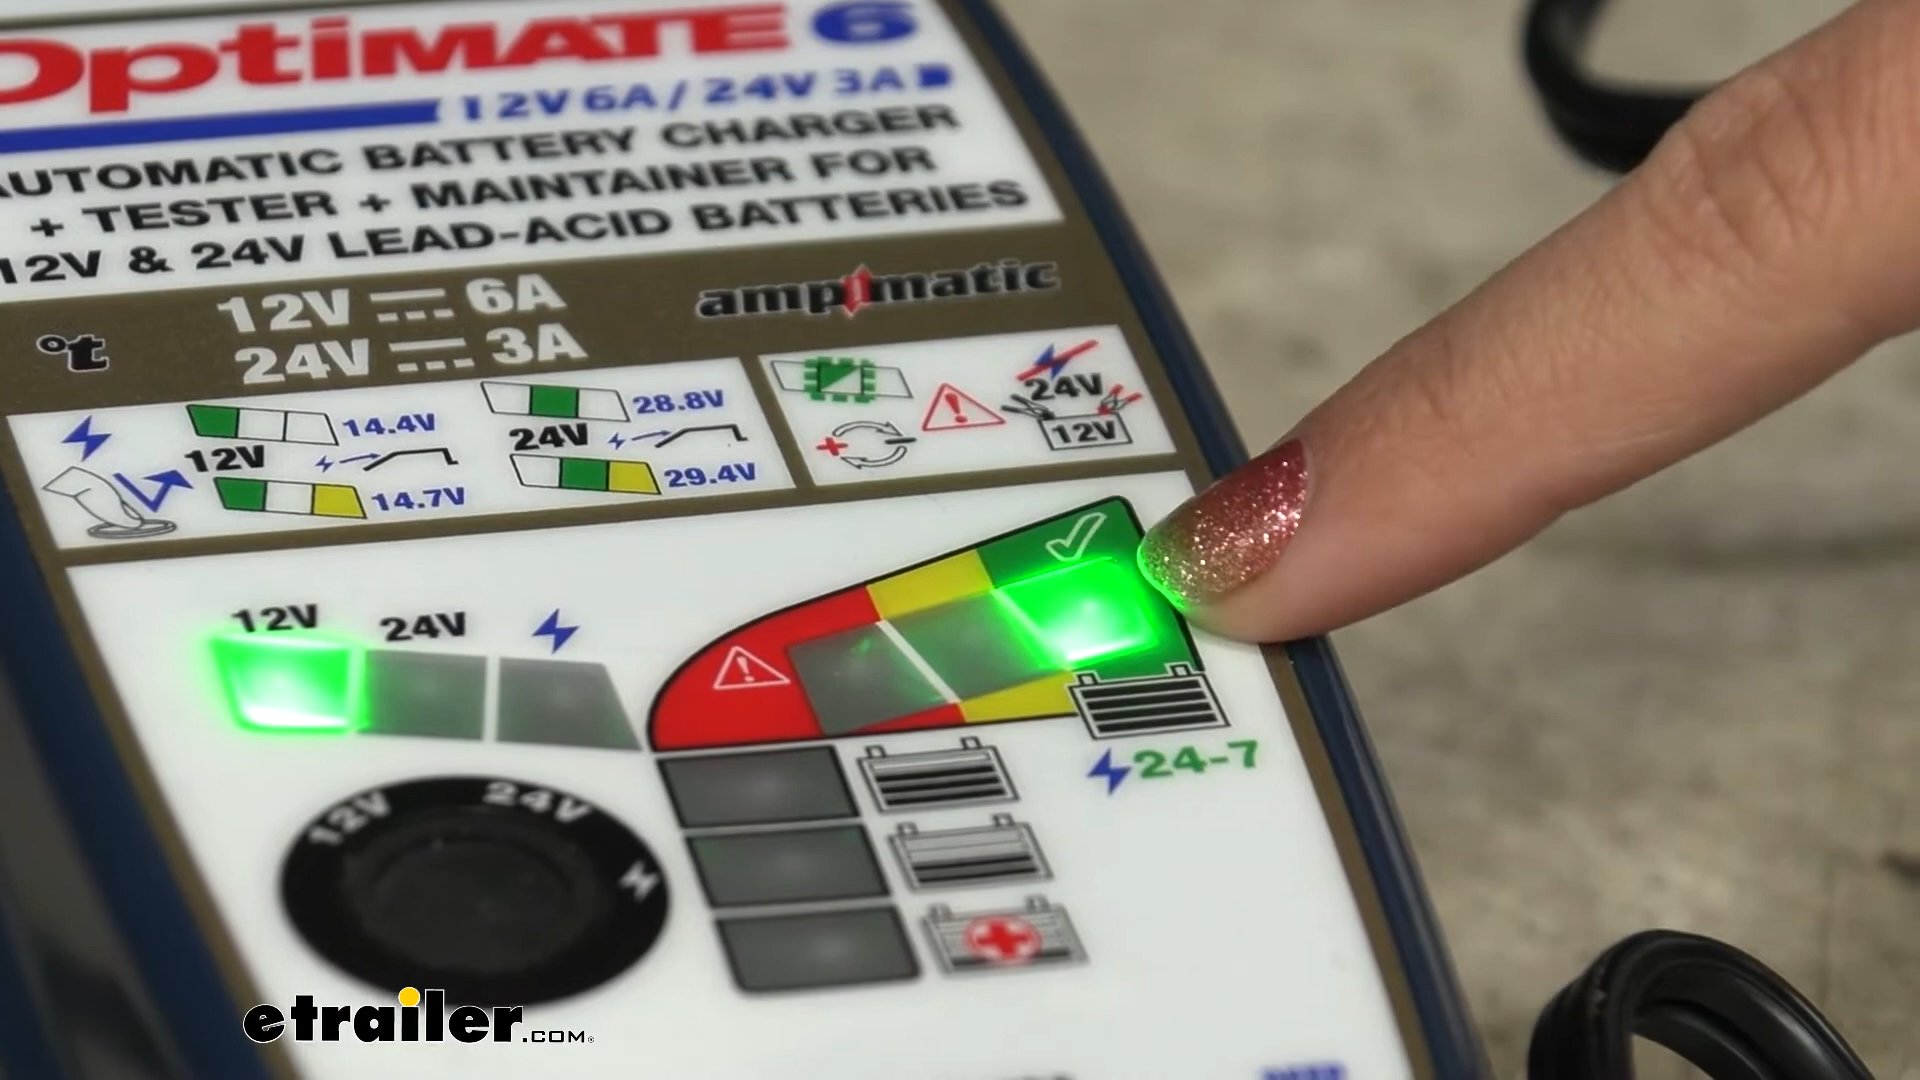 OptiMATE 6
12V 6A / 24V 3A
AUTOMATIC BATTERY CHARGER
+ TESTER + MAINTAINER FOR
12V & 24V LEAD-ACID BATTERIES
°t
12V 6A
24V 3A
ampmatic
14.4V
12V
14.7V
28.8V
24V
29.4V
24V
12V
12V 24V
24-7
12V 24V
etrailer.com